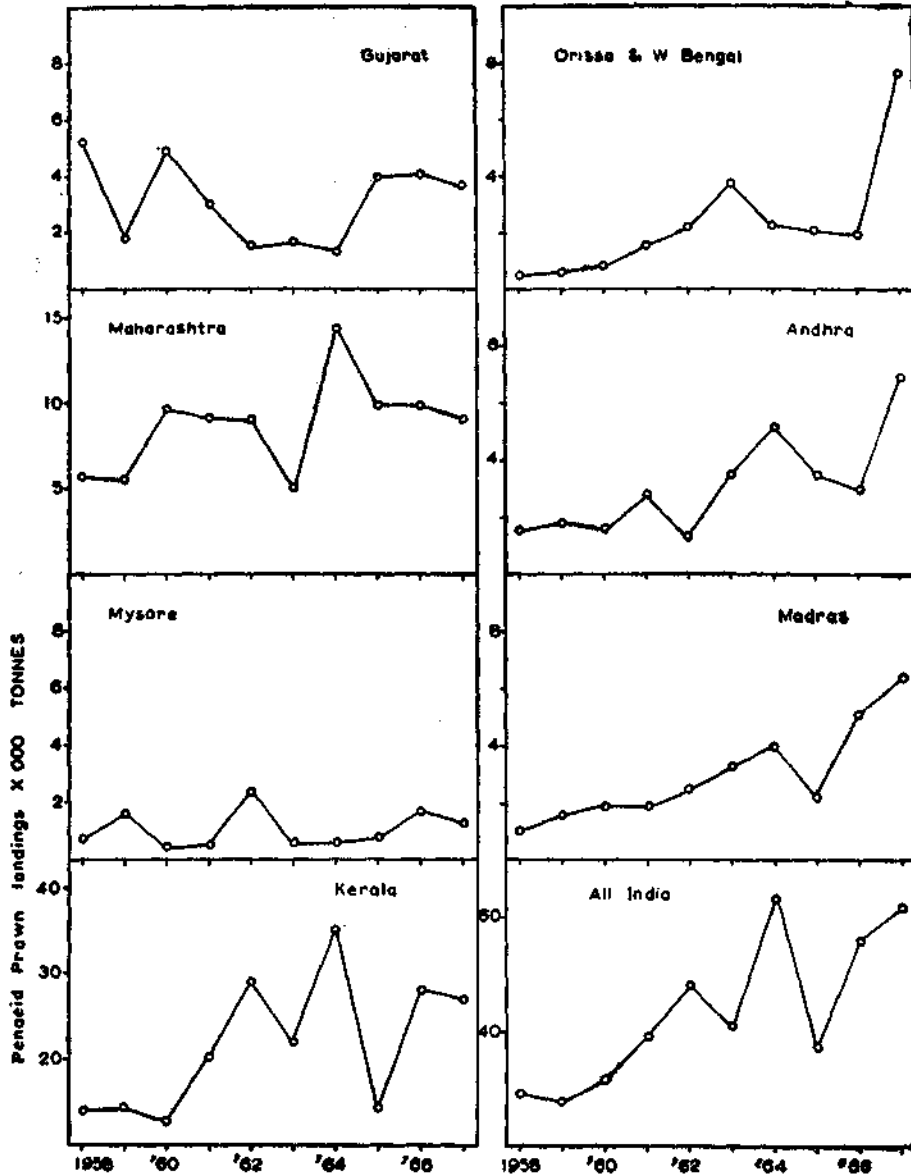 Gujarat
8
6
4
2
Orissa & W Bengal
8
4
Maharashtra
15
10
5
Andhra
8
4
Mysore
8
6
4
2
Madras
8
4
Kerala
40
30
20
All India
60
40
Penaeid Prawn landings X 000 TONNES
1958 '60 '62 '64 '66
1958 '60 '62 '64 '66